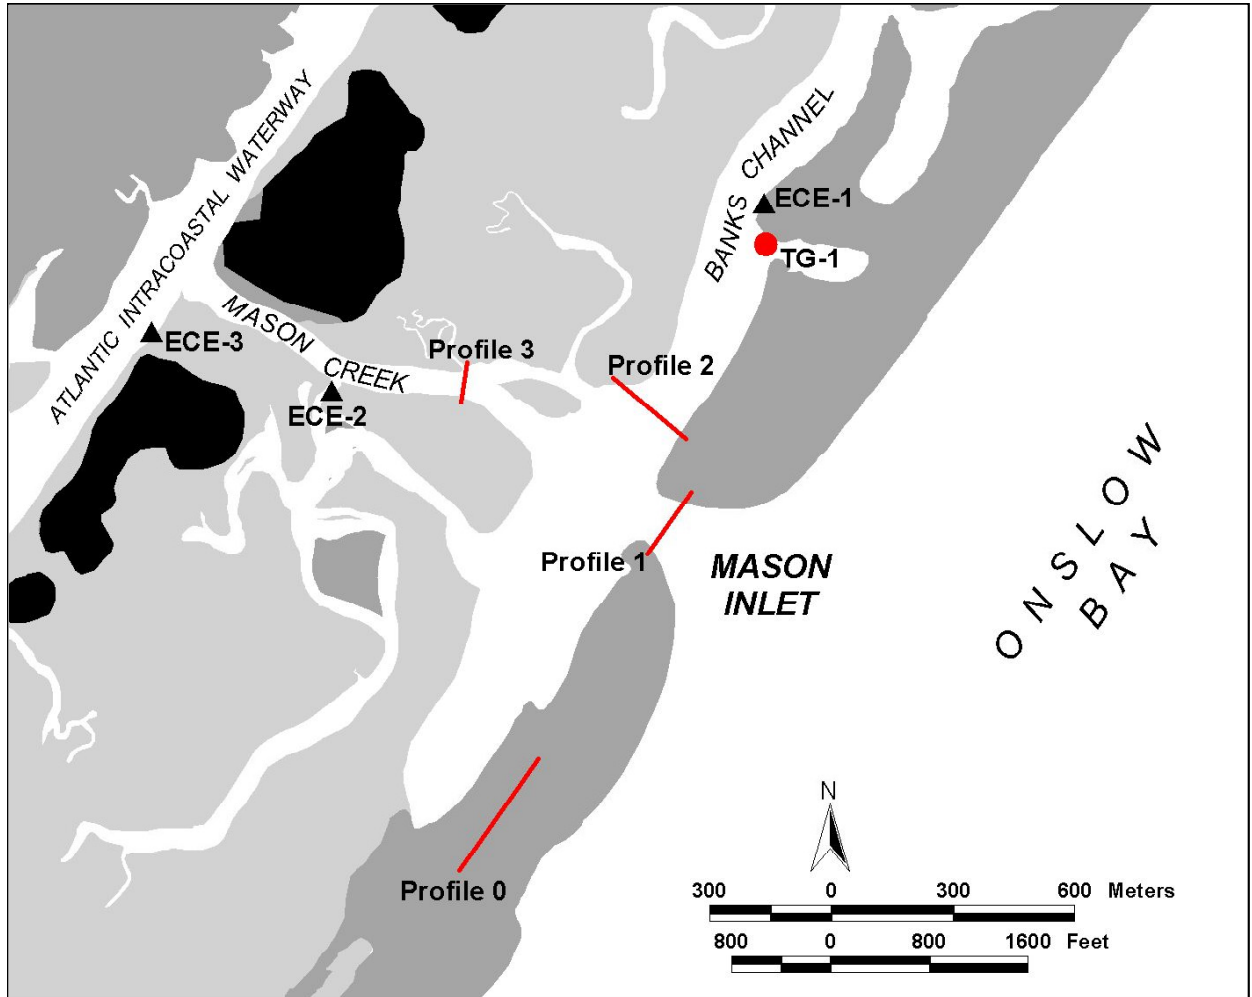 ATLANTIC INTRACOASTAL WATERWAY
BANKS CHANNEL
ECE-1
TG-1
MASON CREEK
ECE-3
Profile 3
Profile 2
ECE-2
Profile 1
MASON
INLET
ONSLOW
BAY
N
Profile 0
300 0 300 600 Meters
800 0 800 1600 Feet